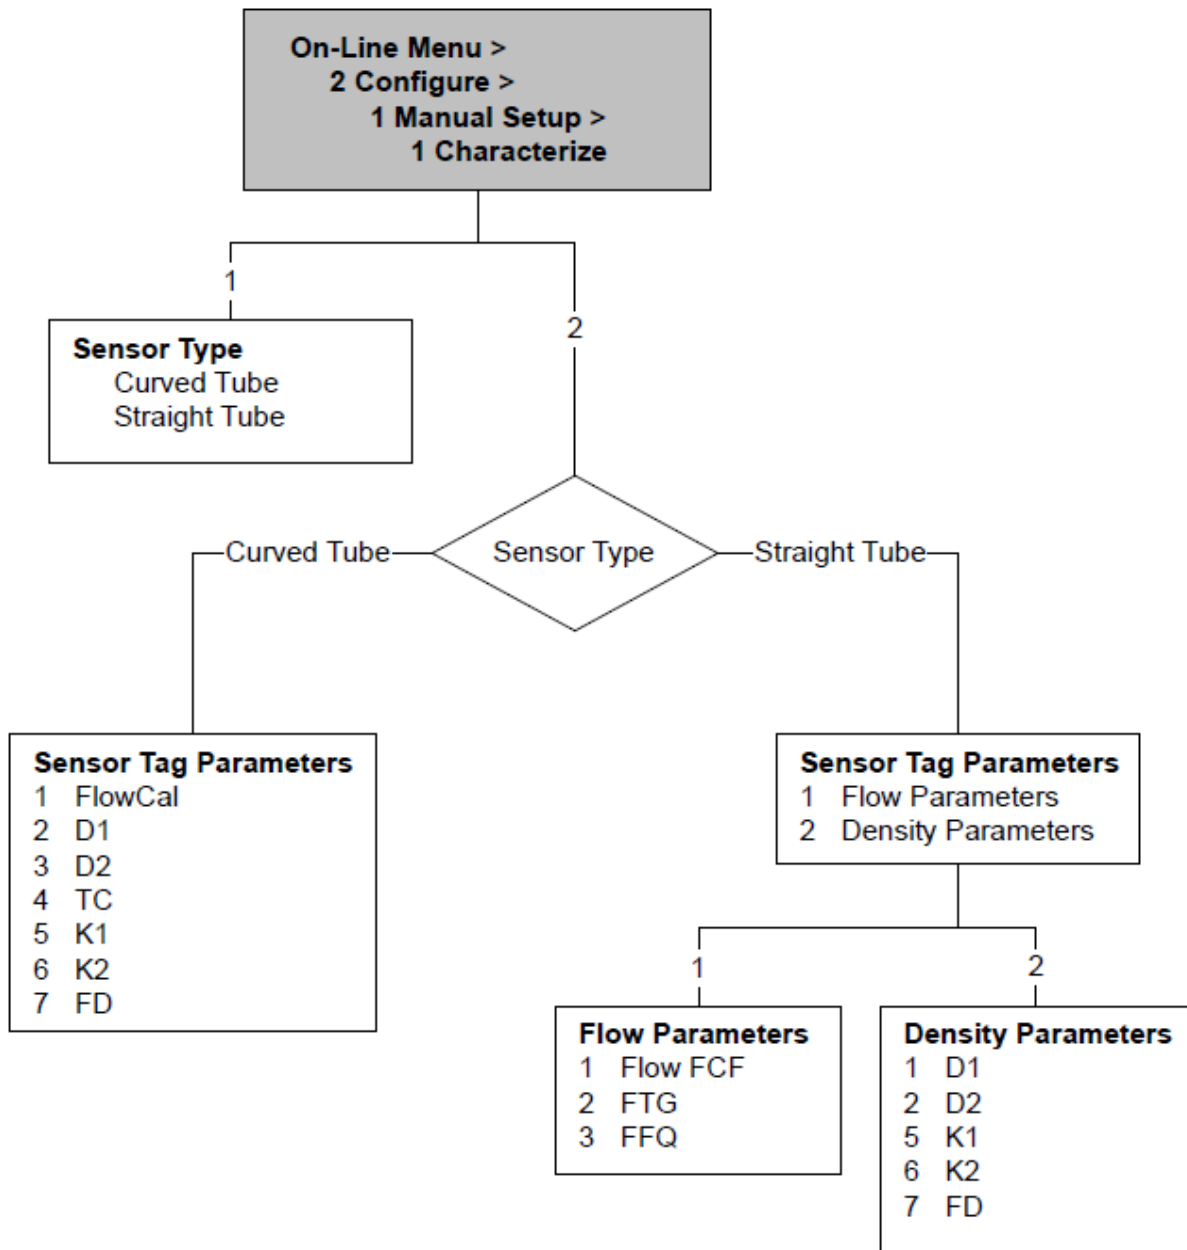 On-Line Menu >
2 Configure >
1 Manual Setup >
1 Characterize
1
2
Sensor Type
Curved Tube
Straight Tube
Curved Tube
Sensor Type
Straight Tube
Sensor Tag Parameters
1 FlowCal
2 D1
3 D2
4 TC
5 K1
6 K2
7 FD
Sensor Tag Parameters
1 Flow Parameters
2 Density Parameters
1
2
Flow Parameters
1 Flow FCF
2 FTG
3 FFQ
Density Parameters
1 D1
2 D2
5 K1
6 K2
7 FD